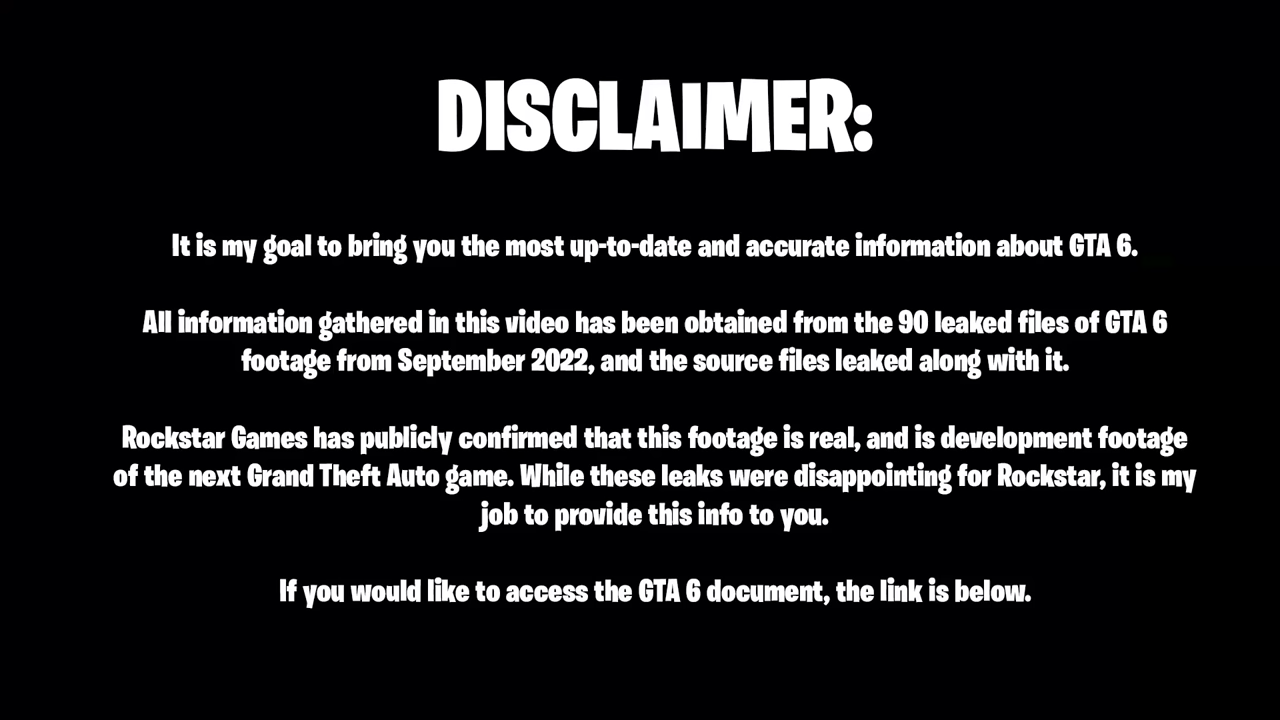 DISCLAIMER:
It is my goal to bring you the most up-to-date and accurate information about GTA 6.
All information gathered in this video has been obtained from the 90 leaked files of GTA 6
footage from September 2022, and the source files leaked along with it.
Rockstar Games has publicly confirmed that this footage is real, and is development footage
of the next Grand Theft Auto game. While these leaks were disappointing for Rockstar, it is my
job to provide this info to you.
If you would like to access the GTA 6 document, the link is below.